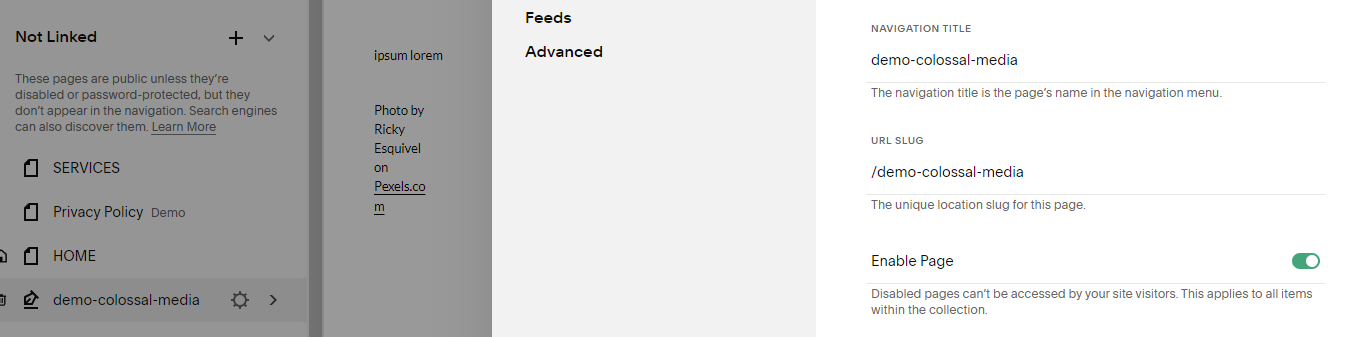 Not Linked
These pages are public unless they’re
disabled or password-protected, but they
don’t appear in the navigation. Search engines
can also discover them. Learn More
SERVICES
Privacy Policy Demo
HOME
demo-colossal-media
ipsum lorem
Photo by
Ricky
Esquivel
on
Pexels.co
m
Feeds
Advanced
NAVIGATION TITLE
demo-colossal-media
The navigation title is the page’s name in the navigation menu.
URL SLUG
/demo-colossal-media
The unique location slug for this page.
Enable Page
Disabled pages can’t be accessed by your site visitors. This applies to all items
within the collection.